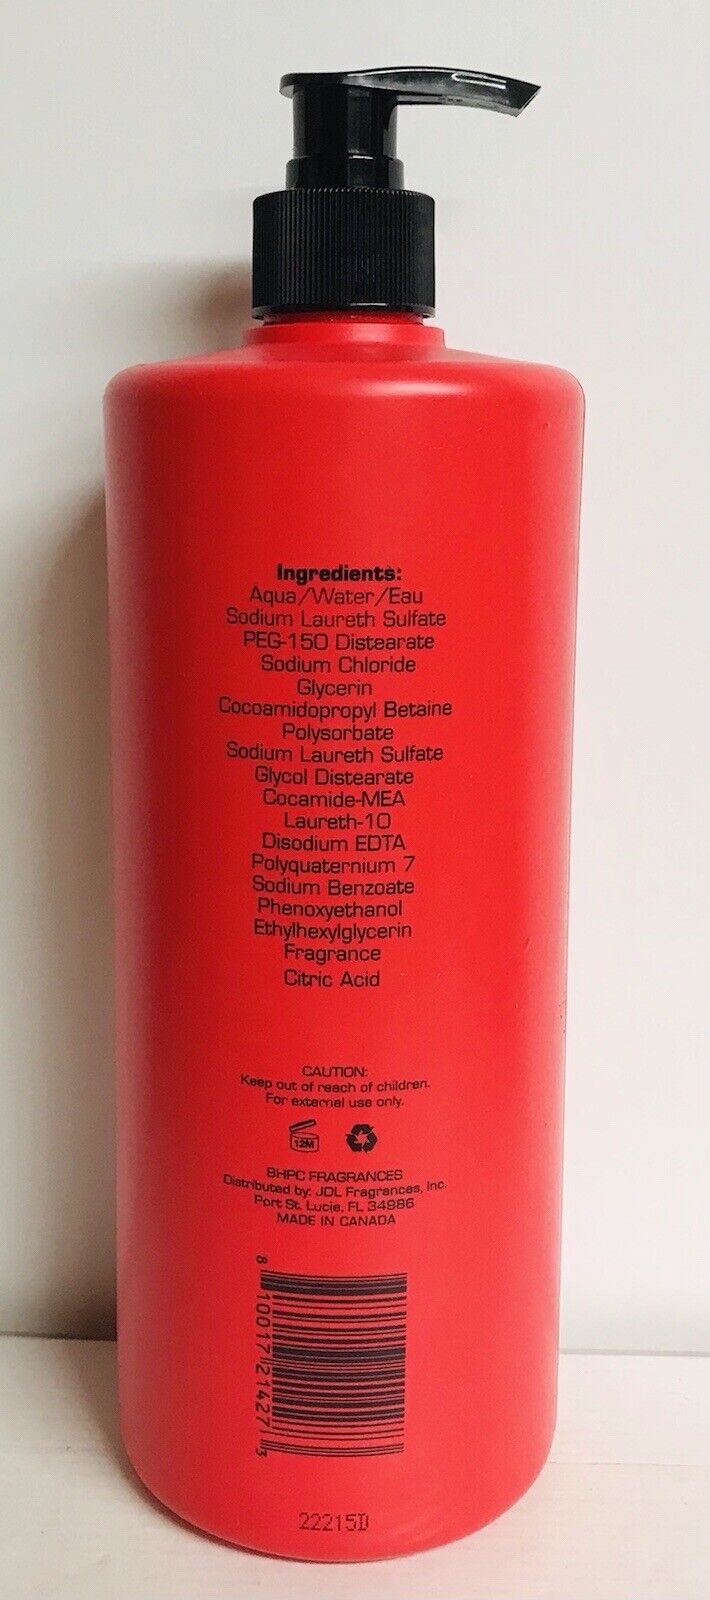 Ingredients:
Aqua/Water/Eau
Sodium Laureth Sulfate
PEG-150 Distearate
Sodium Chloride
Glycerin
Cocoamidopropyl Betaine
Polysorbate
Sodium Laureth Sulfate
Glycol Distearate
Cocamide-MEA
Laureth-10
Disodium EDTA
Polyquaternium 7
Sodium Benzoate
Phenoxyethanol
Ethylhexylglycerin
Fragrance
Citric Acid
CAUTION:
Keep out of reach of children.
For external use only.
12M
BHPC FRAGRANCES
Distributed by: JDL Fragrances, Inc.
Port St. Lucie, FL 34986
MADE IN CANADA
8 10017 21427 3
22215D